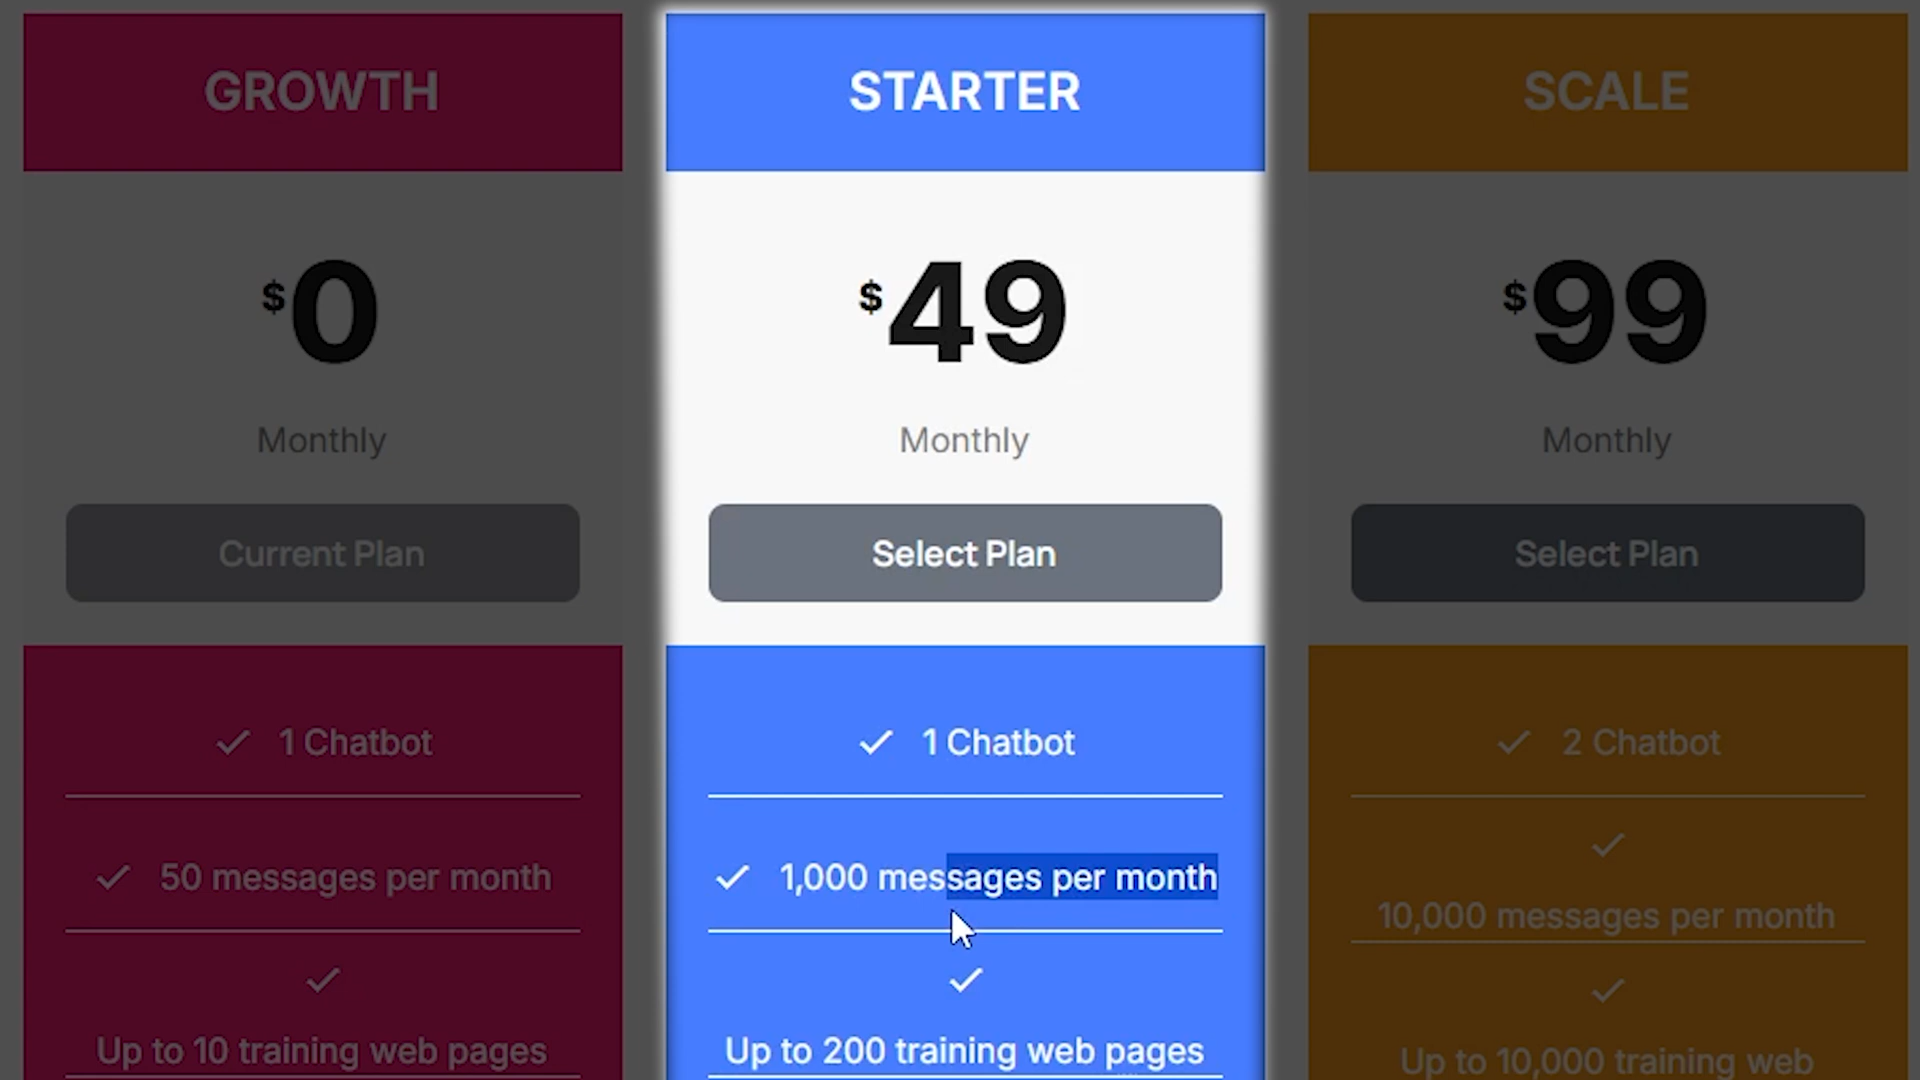 GROWTH
$0
Monthly
Current Plan
1 Chatbot
50 messages per month
Up to 10 training web pages
STARTER
$49
Monthly
Select Plan
1 Chatbot
1,000 messages per month
Up to 200 training web pages
SCALE
$99
Monthly
Select Plan
2 Chatbot
10,000 messages per month
Up to 10,000 training web